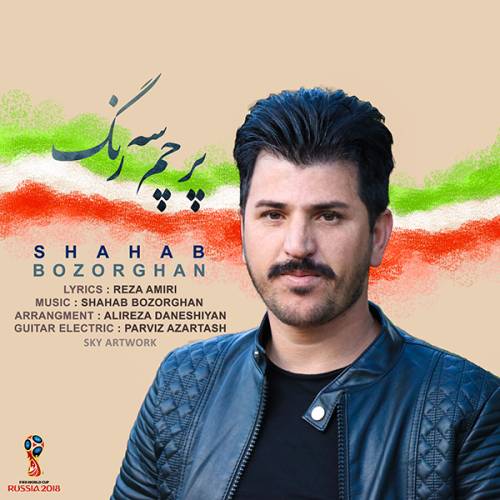 پرچم سه رنگ
SHAHAB
BOZORGHAN
LYRICS : REZA AMIRI
MUSIC : SHAHAB BOZORGHAN
ARRANGMENT : ALIREZA DANESHIYAN
GUITAR ELECTRIC : PARVIZ AZARTASH
SKY ARTWORK
FIFA WORLD CUP
RUSSIA 2018